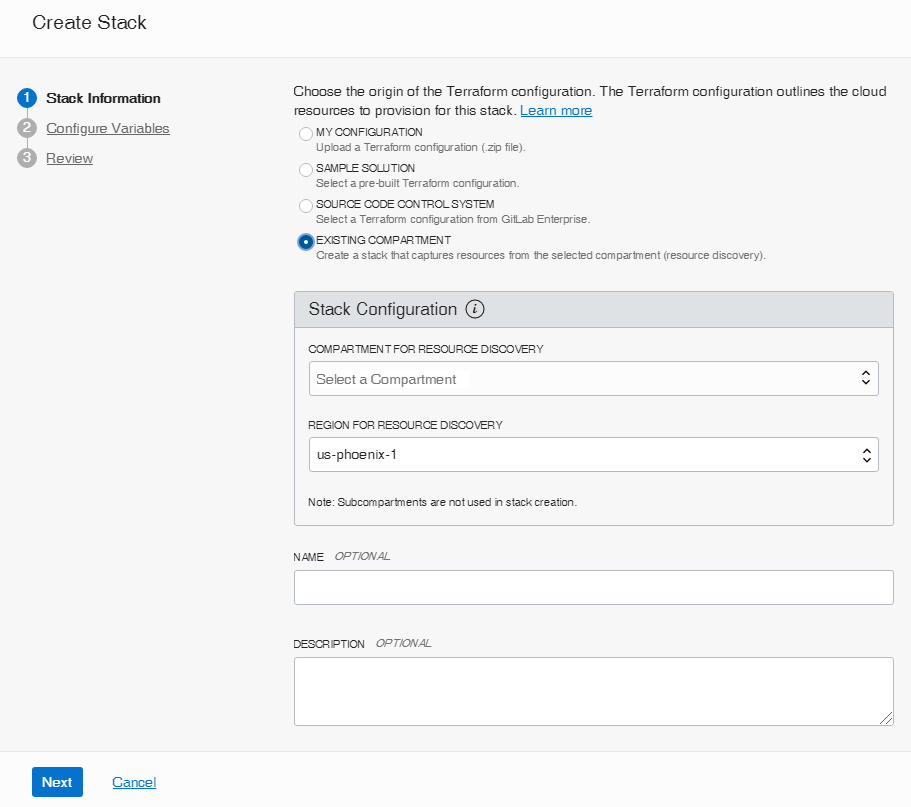 Create Stack
1 Stack Information
2 Configure Variables
3 Review
Choose the origin of the Terraform configuration. The Terraform configuration outlines the cloud
resources to provision for this stack. Learn more
MY CONFIGURATION
Upload a Terraform configuration (.zip file).
SAMPLE SOLUTION
Select a pre-built Terraform configuration.
SOURCE CODE CONTROL SYSTEM
Select a Terraform configuration from GitLab Enterprise.
EXISTING COMPARTMENT
Create a stack that captures resources from the selected compartment (resource discovery).
Stack Configuration i
COMPARTMENT FOR RESOURCE DISCOVERY
Select a Compartment
REGION FOR RESOURCE DISCOVERY
us-phoenix-1
Note: Subcompartments are not used in stack creation.
NAME OPTIONAL
DESCRIPTION OPTIONAL
Next Cancel